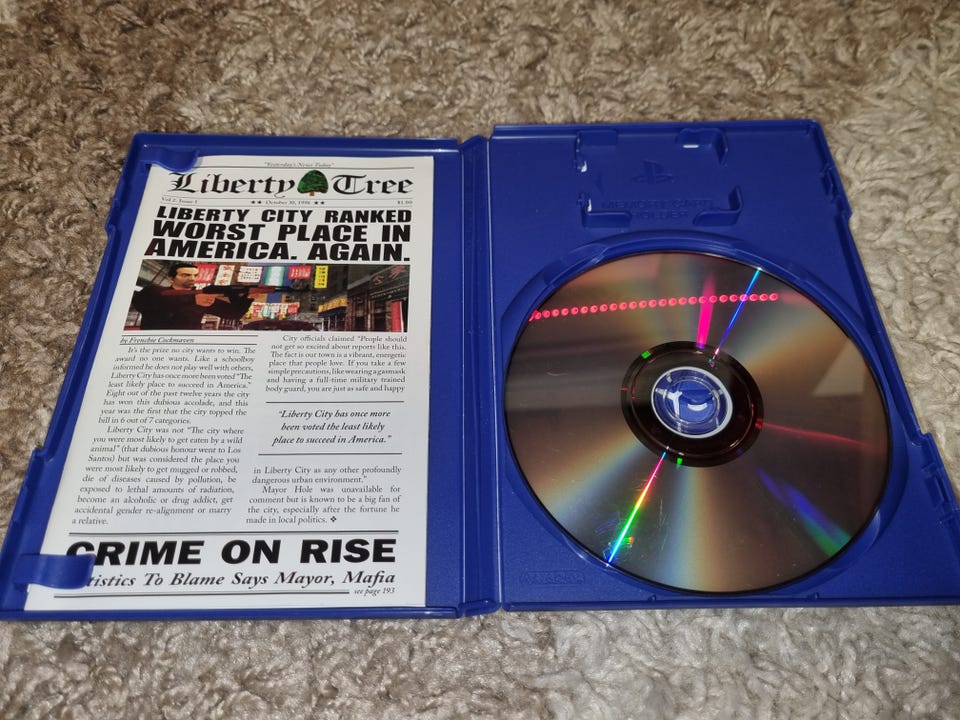 "Yesterday's News Today"
Liberty Tree
Vol 2. Issue 1 ★★ October 30, 1998 ★★ $1.00
LIBERTY CITY RANKED
WORST PLACE IN
AMERICA. AGAIN.
by Frenchie Cockmaven
It's the prize no city wants to win. The
award no one wants. Like a schoolboy
informed he does not play well with others,
Liberty City has once more been voted "The
least likely place to succeed in America."
Eight out of the past twelve years the city
has won this dubious accolade, and this
year was the first that the city topped the
bill in 6 out of 7 categories.
Liberty City was not "The city where
you were most likely to get eaten by a wild
animal" (that dubious honour went to Los
Santos) but was considered the place you
were most likely to get mugged or robbed,
die of diseases caused by pollution, be
exposed to lethal amounts of radiation,
become an alcoholic or drug addict, get
accidental gender re-alignment or marry
a relative.
City officials claimed "People should
not get so excited about reports like this.
The fact is our town is a vibrant, energetic
place that people love. If you take a few
simple precautions, like wearing a gasmask
and having a full-time military trained
body guard, you are just as safe and happy
"Liberty City has once more
been voted the least likely
place to succeed in America."
in Liberty City as any other profoundly
dangerous urban environment."
Mayor Hole was unavailable for
comment but is known to be a big fan of
the city, especially after the fortune he
made in local politics. ❖
CRIME ON RISE
tistics To Blame Says Mayor, Mafia
see page 193
MEMORY CARD
HOLDER